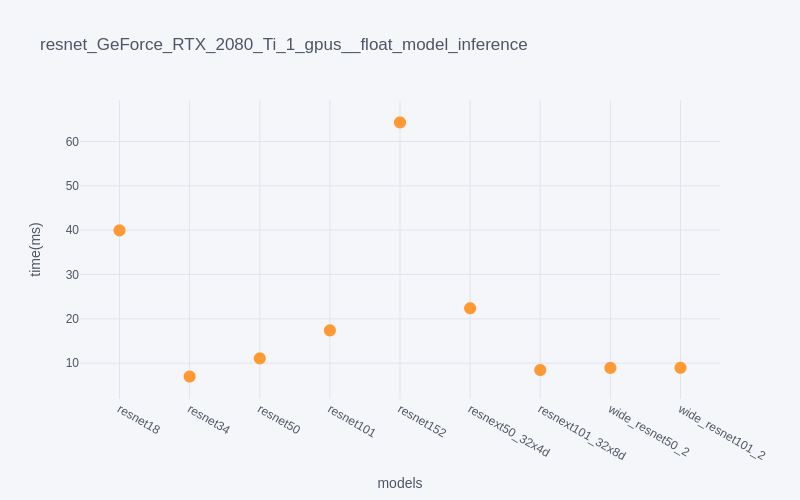 resnet_GeForce_RTX_2080_Ti_1_gpus__float_model_inference
60
50
40
30
20
10
time(ms)
resnet18
resnet34
resnet50
resnet101
resnet152
resnext50_32x4d
resnext101_32x8d
wide_resnet50_2
wide_resnet101_2
models